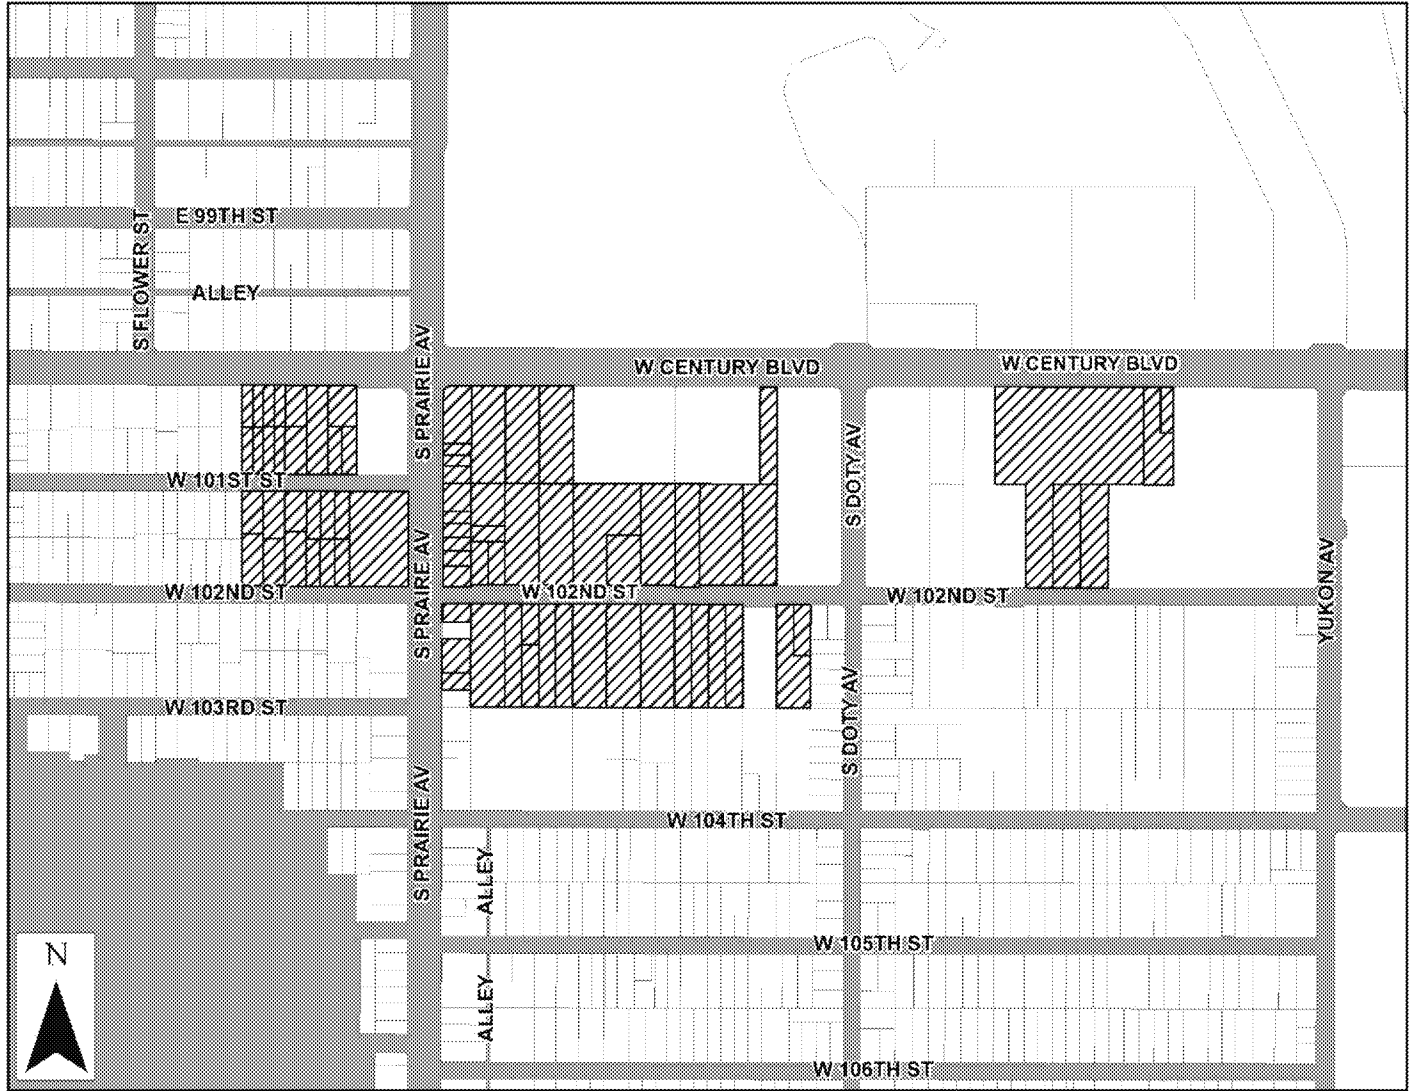 E 99TH ST
S FLOWER ST
ALLEY
S PRAIRIE AV
W CENTURY BLVD
W CENTURY BLVD
W 101ST ST
S DOTY AV
S PRAIRE AV
W 102ND ST
W 102ND ST
W 102ND ST
YUKON AV
W 103RD ST
S DOTY AV
S PRAIRIE AV
W 104TH ST
ALLEY
W 105TH ST
N
ALLEY
W 106TH ST